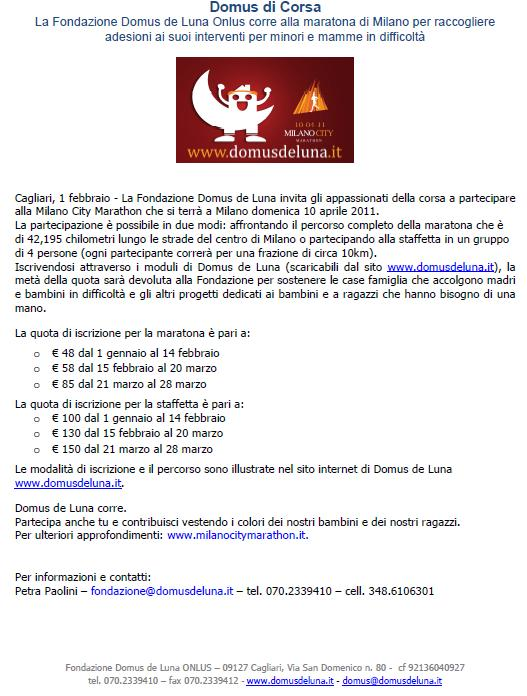 Domus di Corsa
La Fondazione Domus de Luna Onlus corre alla maratona di Milano per raccogliere
adesioni ai suoi interventi per minori e mamme in difficoltà
10·04·11
MILANO CITY
MARATHON
www.domusdeluna.it
Cagliari, 1 febbraio - La Fondazione Domus de Luna invita gli appassionati della corsa a partecipare
alla Milano City Marathon che si terrà a Milano domenica 10 aprile 2011.
La partecipazione è possibile in due modi: affrontando il percorso completo della maratona che è
di 42,195 chilometri lungo le strade del centro di Milano o partecipando alla staffetta in un gruppo
di 4 persone (ogni partecipante correrà per una frazione di circa 10km).
Iscrivendosi attraverso i moduli di Domus de Luna (scaricabili dal sito www.domusdeluna.it), la
metà della quota sarà devoluta alla Fondazione per sostenere le case famiglia che accolgono madri
e bambini in difficoltà e gli altri progetti dedicati ai bambini e a ragazzi che hanno bisogno di una
mano.
La quota di iscrizione per la maratona è pari a:
o € 48 dal 1 gennaio al 14 febbraio
o € 58 dal 15 febbraio al 20 marzo
o € 85 dal 21 marzo al 28 marzo
La quota di iscrizione per la staffetta è pari a:
o € 100 dal 1 gennaio al 14 febbraio
o € 130 dal 15 febbraio al 20 marzo
o € 150 dal 21 marzo al 28 marzo
Le modalità di iscrizione e il percorso sono illustrate nel sito internet di Domus de Luna
www.domusdeluna.it.
Domus de Luna corre.
Partecipa anche tu e contribuisci vestendo i colori dei nostri bambini e dei nostri ragazzi.
Per ulteriori approfondimenti: www.milanocitymarathon.it.
Per informazioni e contatti:
Petra Paolini – fondazione@domusdeluna.it – tel. 070.2339410 – cell. 348.6106301
Fondazione Domus de Luna ONLUS – 09127 Cagliari, Via San Domenico n. 80 - cf 92136040927
tel. 070.2339410 – fax 070.2339412 - www.domusdeluna.it - domus@domusdeluna.it